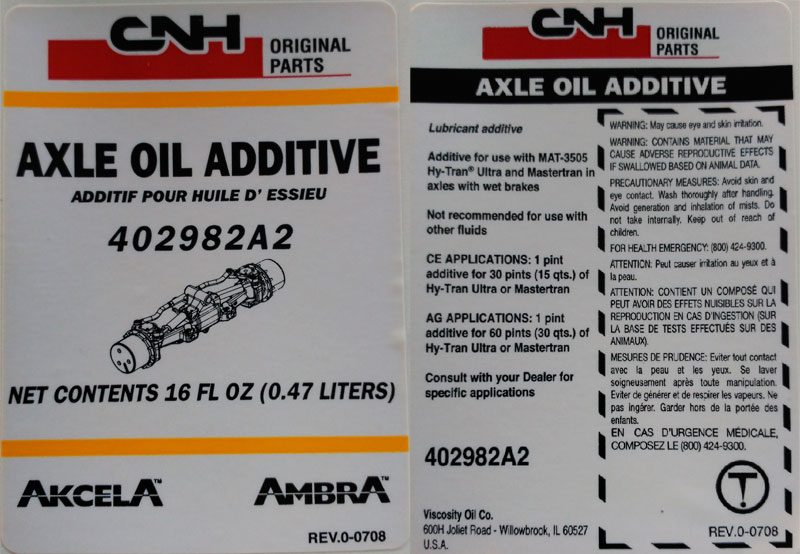 CNH
ORIGINAL
PARTS
AXLE OIL ADDITIVE
ADDITIF POUR HUILE D' ESSIEU
402982A2
NET CONTENTS 16 FL OZ (0.47 LITERS)
AKCELA™
AMBRA™
REV.0-0708
CNH
ORIGINAL
PARTS
AXLE OIL ADDITIVE
Lubricant additive
Additive for use with MAT-3505
Hy-Tran® Ultra and Mastertran in
axles with wet brakes
Not recommended for use with
other fluids
CE APPLICATIONS: 1 pint
additive for 30 pints (15 qts.) of
Hy-Tran Ultra or Mastertran
AG APPLICATIONS: 1 pint
additive for 60 pints (30 qts.) of
Hy-Tran Ultra or Mastertran
Consult with your Dealer for
specific applications
402982A2
Viscosity Oil Co.
600H Joliet Road - Willowbrook, IL 60527
U.S.A.
WARNING: May cause eye and skin irritation.
WARNING: CONTAINS MATERIAL THAT MAY
CAUSE ADVERSE REPRODUCTIVE EFFECTS
IF SWALLOWED BASED ON ANIMAL DATA.
PRECAUTIONARY MEASURES: Avoid skin and
eye contact. Wash thoroughly after handling.
Avoid generation and inhalation of mists. Do
not take internally. Keep out of reach of
children.
FOR HEALTH EMERGENCY: (800) 424-9300.
ATTENTION: Peut causer irritation au yeux et à
la peau.
ATTENTION: CONTIENT UN COMPOSÉ QUI
PEUT AVOIR DES EFFETS NUISIBLES SUR LA
REPRODUCTION EN CAS D'INGESTION (SUR
LA BASE DE TESTS EFFECTUÉS SUR DES
ANIMAUX).
MESURES DE PRUDENCE: Eviter tout contact
avec la peau et les yeux. Se laver
soigneusement après toute manipulation.
Eviter de générer et de respirer les vapeurs. Ne
pas ingérer. Garder hors de la portée des
enfants.
EN CAS D'URGENCE MÉDICALE,
COMPOSEZ LE (800) 424-9300.
REV.0-0708